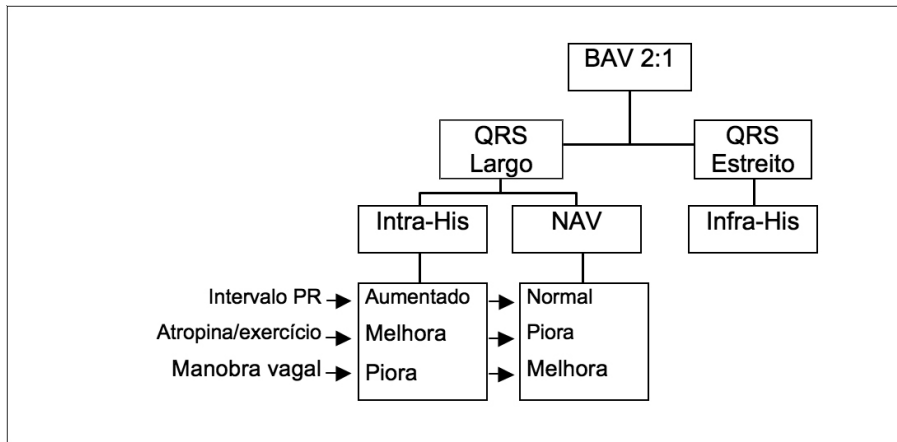 BAV 2:1
QRS
Largo
QRS
Estreito
Intra-His
NAV
Infra-His
Intervalo PR
Aumentado
Normal
Atropina/exercício
Melhora
Piora
Manobra vagal
Piora
Melhora